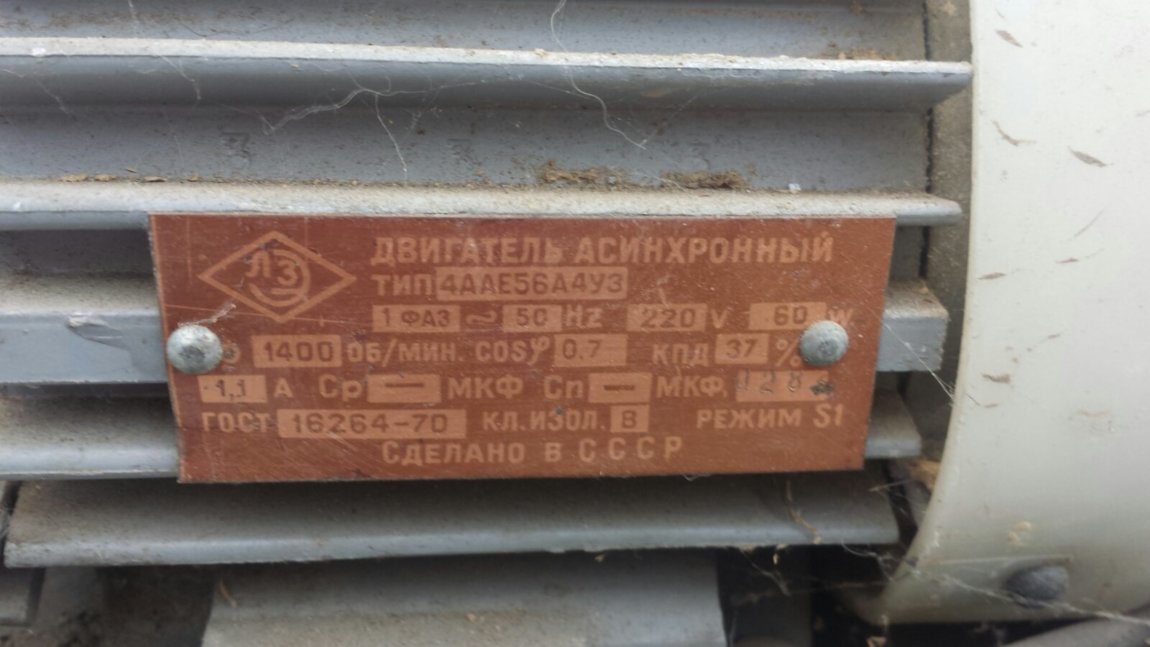 ЛЭЗ
ДВИГАТЕЛЬ АСИНХРОННЫЙ
ТИП 4ААЕ56А4У3
1 ФАЗ ~ 50 Hz 220 V 60 W
1400 ОБ/МИН. COSφ 0,7 КПД 37 %
1,1 А Ср — МКФ Сп — МКФ.
ГОСТ 16264-70 КЛ.ИЗОЛ. В РЕЖИМ S1
СДЕЛАНО В СССР